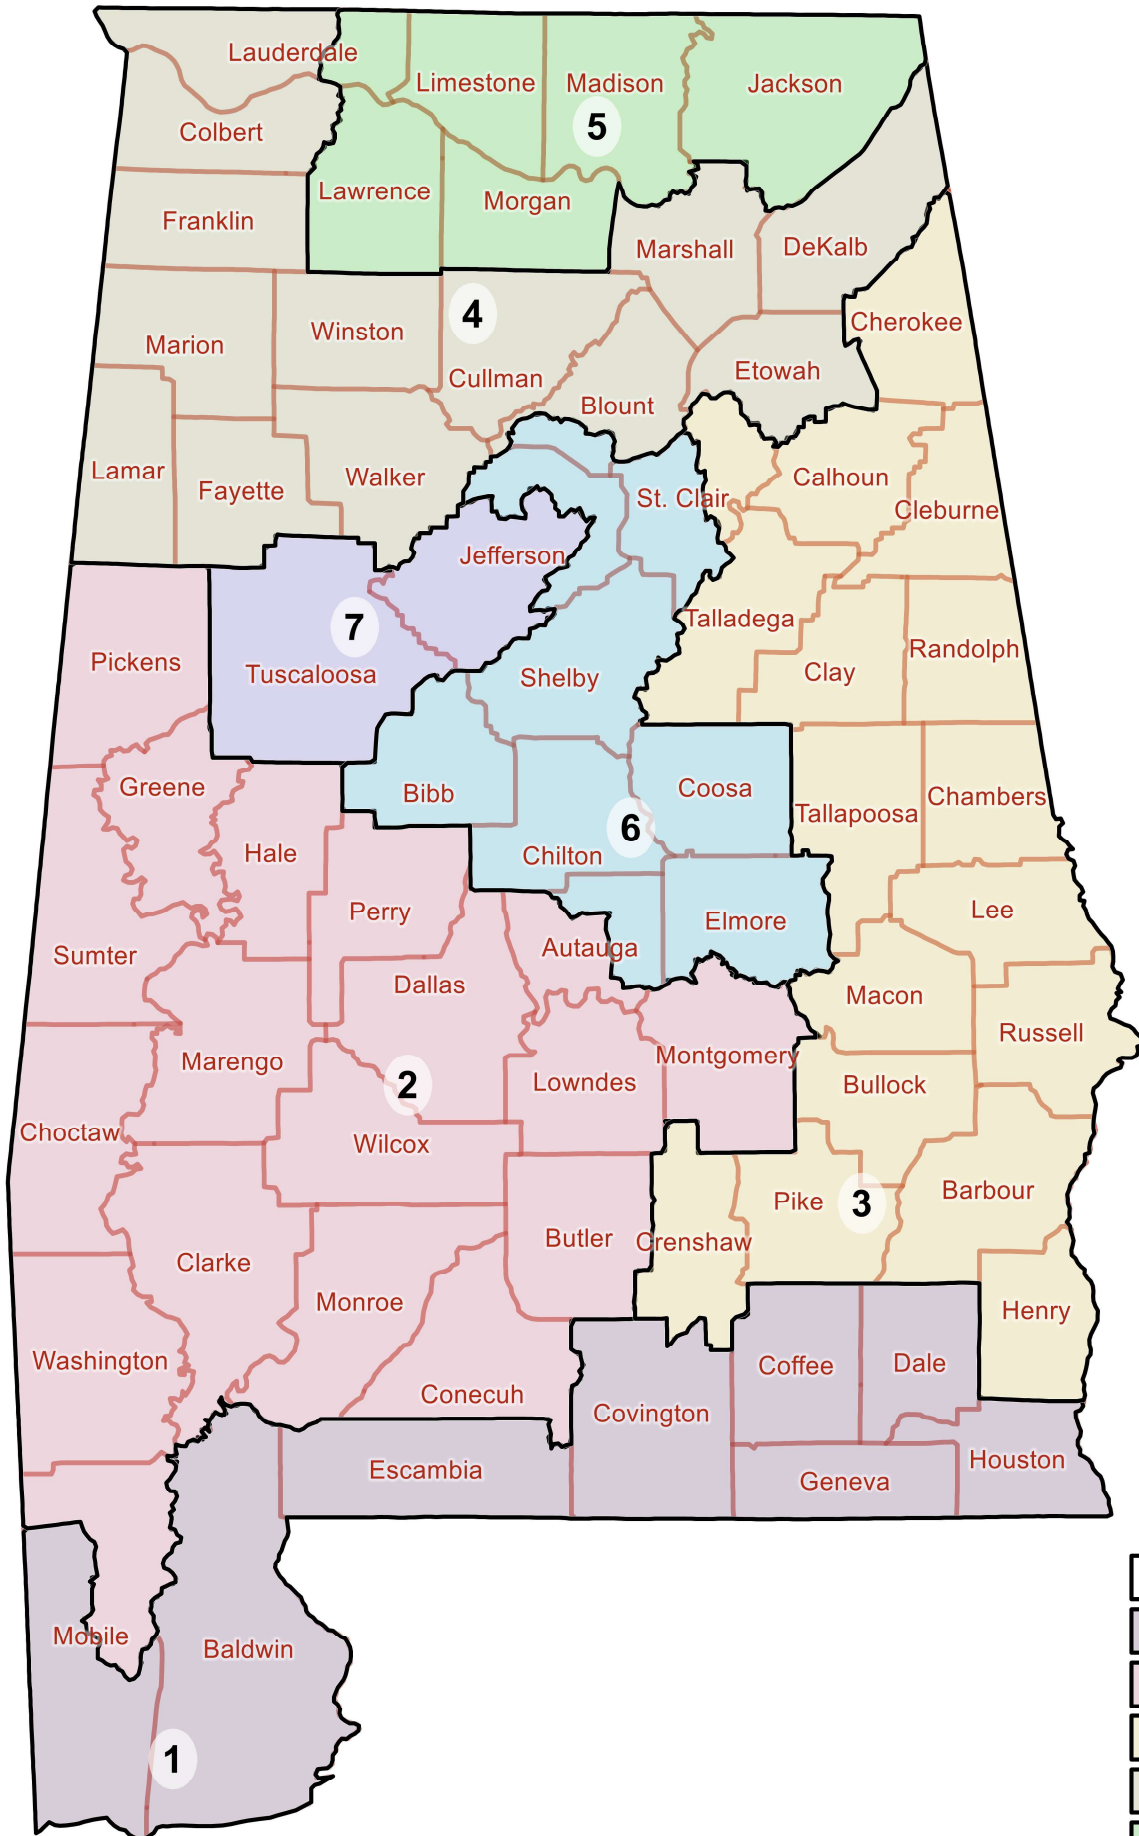 Lauderdale
Limestone
Madison
Jackson
5
Colbert
Lawrence
Morgan
Franklin
Marshall
DeKalb
4
Winston
Marion
Cherokee
Cullman
Etowah
Blount
Lamar
Fayette
Walker
St. Clair
Calhoun
Cleburne
Jefferson
7
Talladega
Pickens
Tuscaloosa
Shelby
Clay
Randolph
Greene
Bibb
Coosa
6
Tallapoosa
Chambers
Hale
Chilton
Perry
Elmore
Lee
Sumter
Autauga
Dallas
Macon
Russell
Marengo
Montgomery
2
Lowndes
Bullock
Choctaw
Wilcox
Pike
3
Barbour
Clarke
Butler
Crenshaw
Monroe
Henry
Washington
Coffee
Dale
Conecuh
Covington
Escambia
Geneva
Houston
Mobile
Baldwin
1